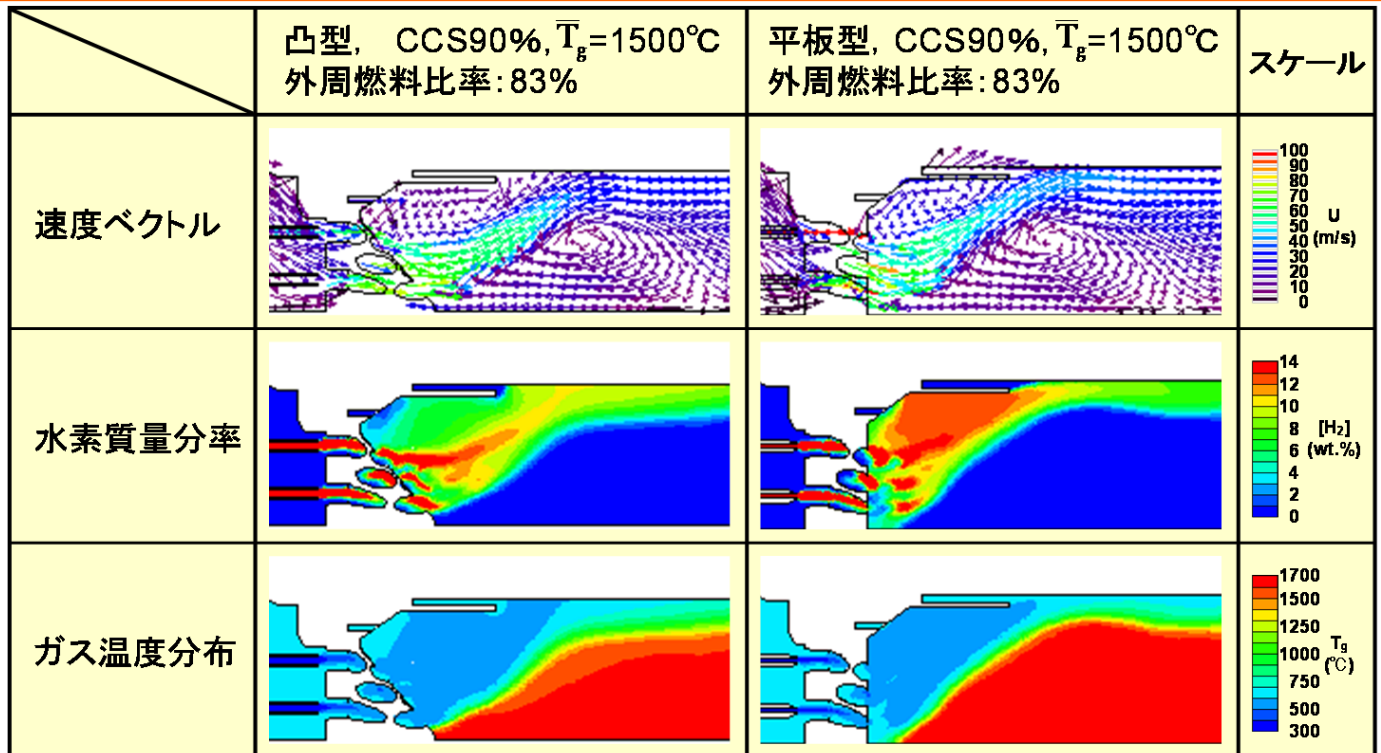 凸型, CCS90%, T̅g=1500℃
外周燃料比率:83%
平板型, CCS90%, T̅g=1500℃
外周燃料比率:83%
スケール
速度ベクトル
100
90
80
70
60
50
40
30
20
10
0
U
(m/s)
水素質量分率
14
12
10
8
6
4
2
0
[H₂]
(wt.%)
ガス温度分布
1700
1500
1250
1000
750
500
300
Tg
(℃)